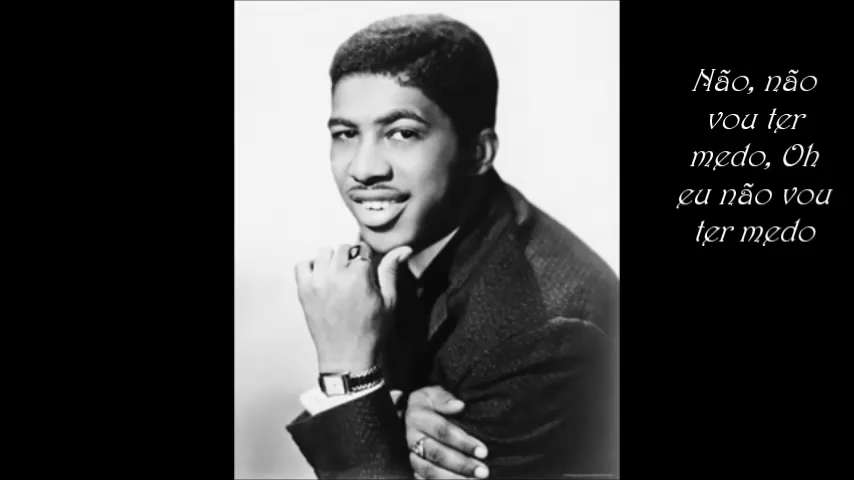 Não, não
vou ter
medo, Oh
eu não vou
ter medo